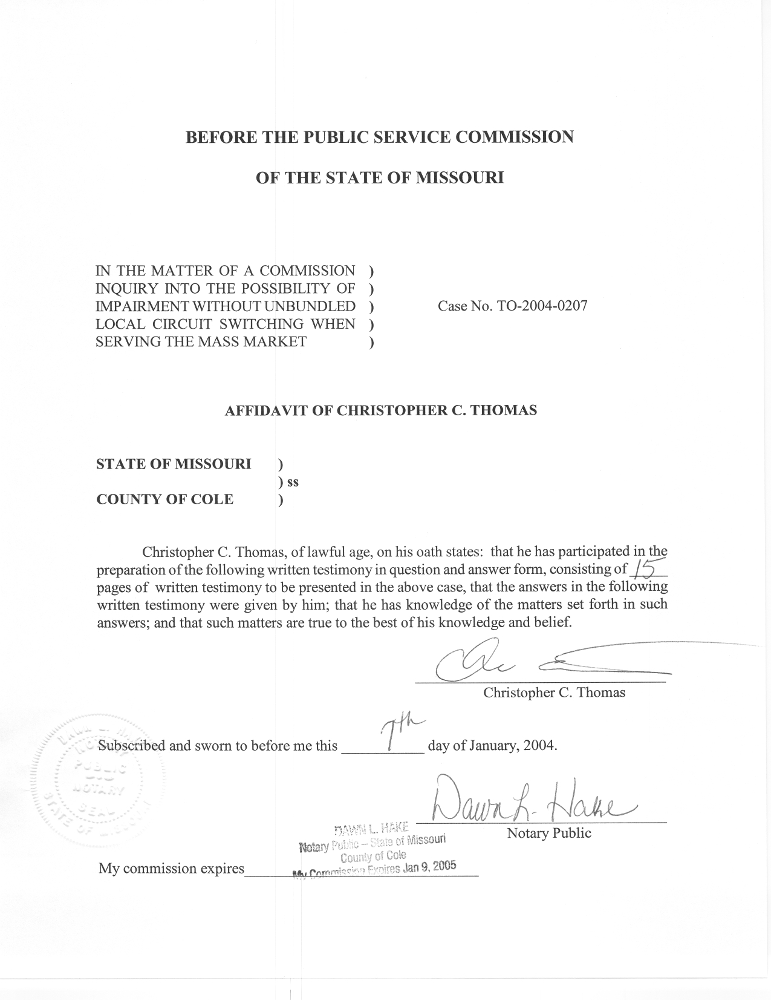 BEFORE THE PUBLIC SERVICE COMMISSION
OF THE STATE OF MISSOURI
IN THE MATTER OF A COMMISSION )
INQUIRY INTO THE POSSIBILITY OF )
IMPAIRMENT WITHOUT UNBUNDLED ) Case No. TO-2004-0207
LOCAL CIRCUIT SWITCHING WHEN )
SERVING THE MASS MARKET )
AFFIDAVIT OF CHRISTOPHER C. THOMAS
STATE OF MISSOURI )
) ss
COUNTY OF COLE )
Christopher C. Thomas, of lawful age, on his oath states: that he has participated in the
preparation of the following written testimony in question and answer form, consisting of 15
pages of written testimony to be presented in the above case, that the answers in the following
written testimony were given by him; that he has knowledge of the matters set forth in such
answers; and that such matters are true to the best of his knowledge and belief.
Christopher C. Thomas
Subscribed and sworn to before me this 7th day of January, 2004.
Dawn L. Hake
Notary Public
DAWN L. HAKE
Notary Public – State of Missouri
County of Cole
My commission expires My Commission Expires Jan 9, 2005
NOTARY
PUBLIC
NOTARY
SEAL
STATE OF